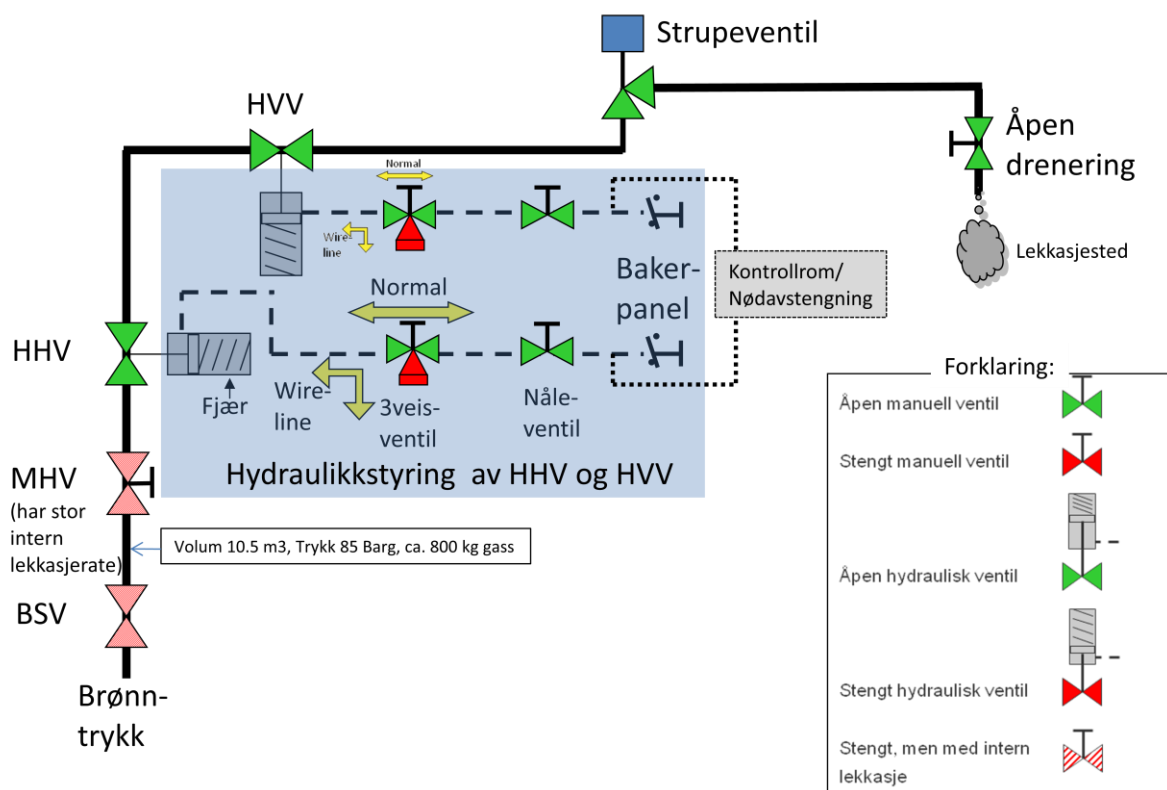 Strupeventil
HVV
Åpen
drenering
Normal
Wire-
line
Lekkasjested
Baker-
panel
Kontrollrom/
Nødavstengning
Normal
HHV
Fjær
Wire-
line
3veis-
ventil
Nåle-
ventil
Hydraulikkstyring av HHV og HVV
MHV
(har stor
intern
lekkasjerate)
Volum 10.5 m3, Trykk 85 Barg, ca. 800 kg gass
BSV
Brønn-
trykk
Forklaring:
Åpen manuell ventil
Stengt manuell ventil
Åpen hydraulisk ventil
Stengt hydraulisk ventil
Stengt, men med intern
lekkasje